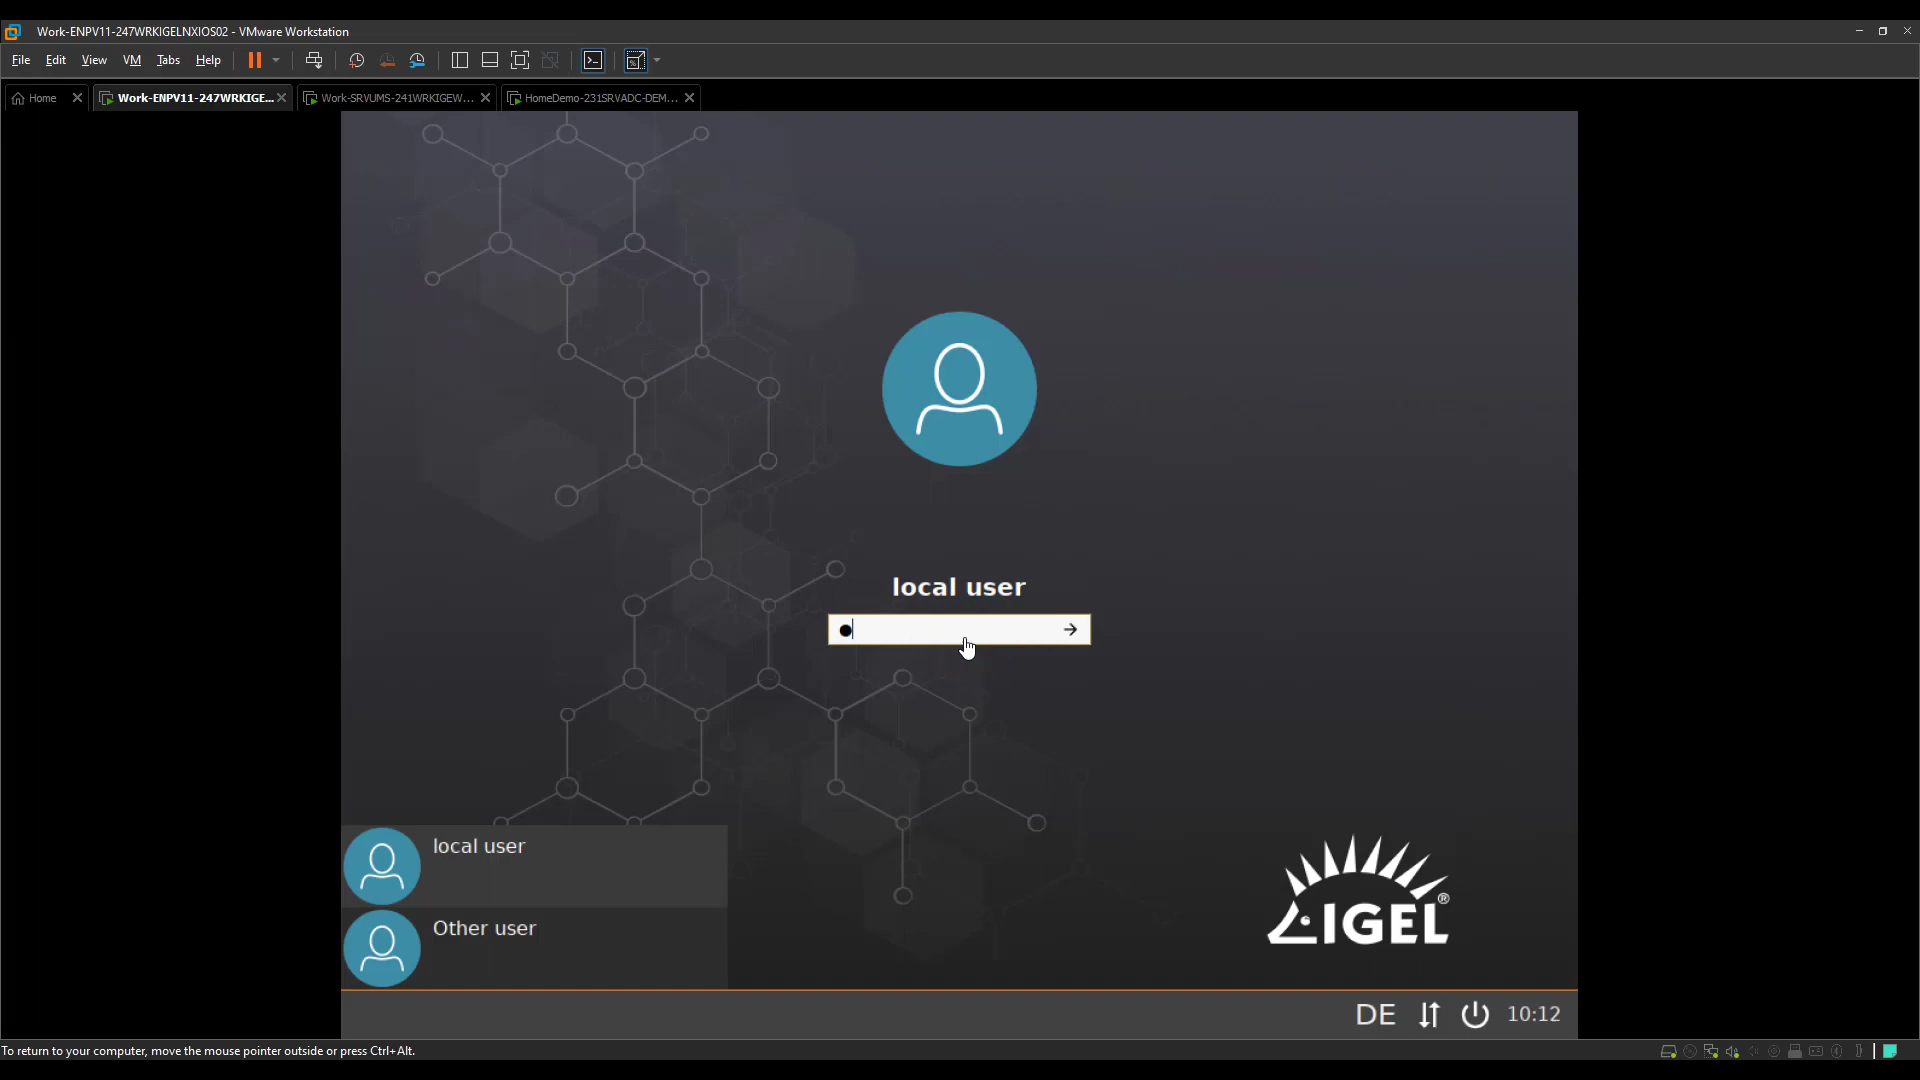 Work-ENPV11-247WRKIGELNXIOS02 - VMware Workstation
File Edit View VM Tabs Help
Home Work-ENPV11-247WRKIGE... Work-SRVUMS-241WRKIGEW... HomeDemo-231SRVADC-DEM...
local user
local user
Other user
IGEL®
DE 10:12
To return to your computer, move the mouse pointer outside or press Ctrl+Alt.